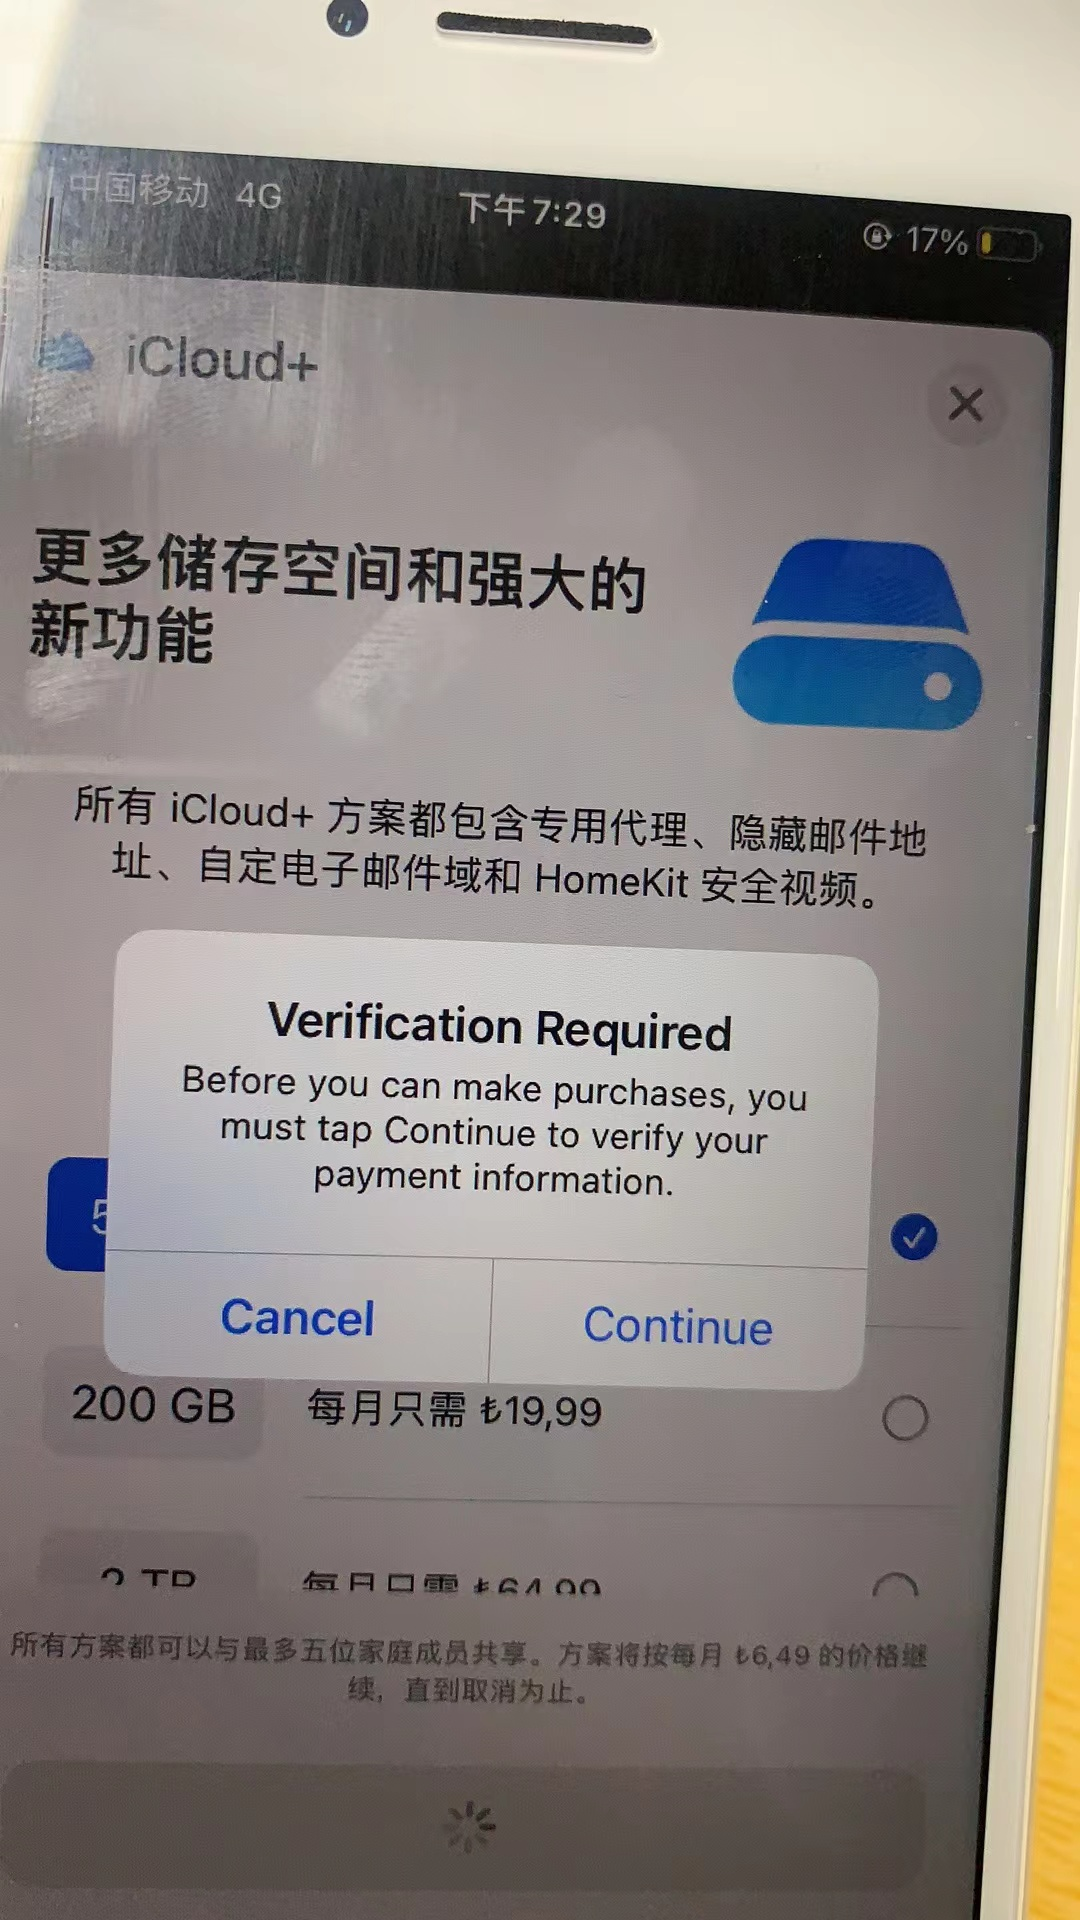 中国移动 4G 下午7:29 17%
iCloud+
更多储存空间和强大的
新功能
所有 iCloud+ 方案都包含专用代理、隐藏邮件地
址、自定电子邮件域和 HomeKit 安全视频。
Verification Required
Before you can make purchases, you
must tap Continue to verify your
payment information.
5
Cancel Continue
200 GB 每月只需 ₺19,99
2 TB 每月只需 ₺64,99
所有方案都可以与最多五位家庭成员共享。方案将按每月 ₺6,49 的价格继
续，直到取消为止。